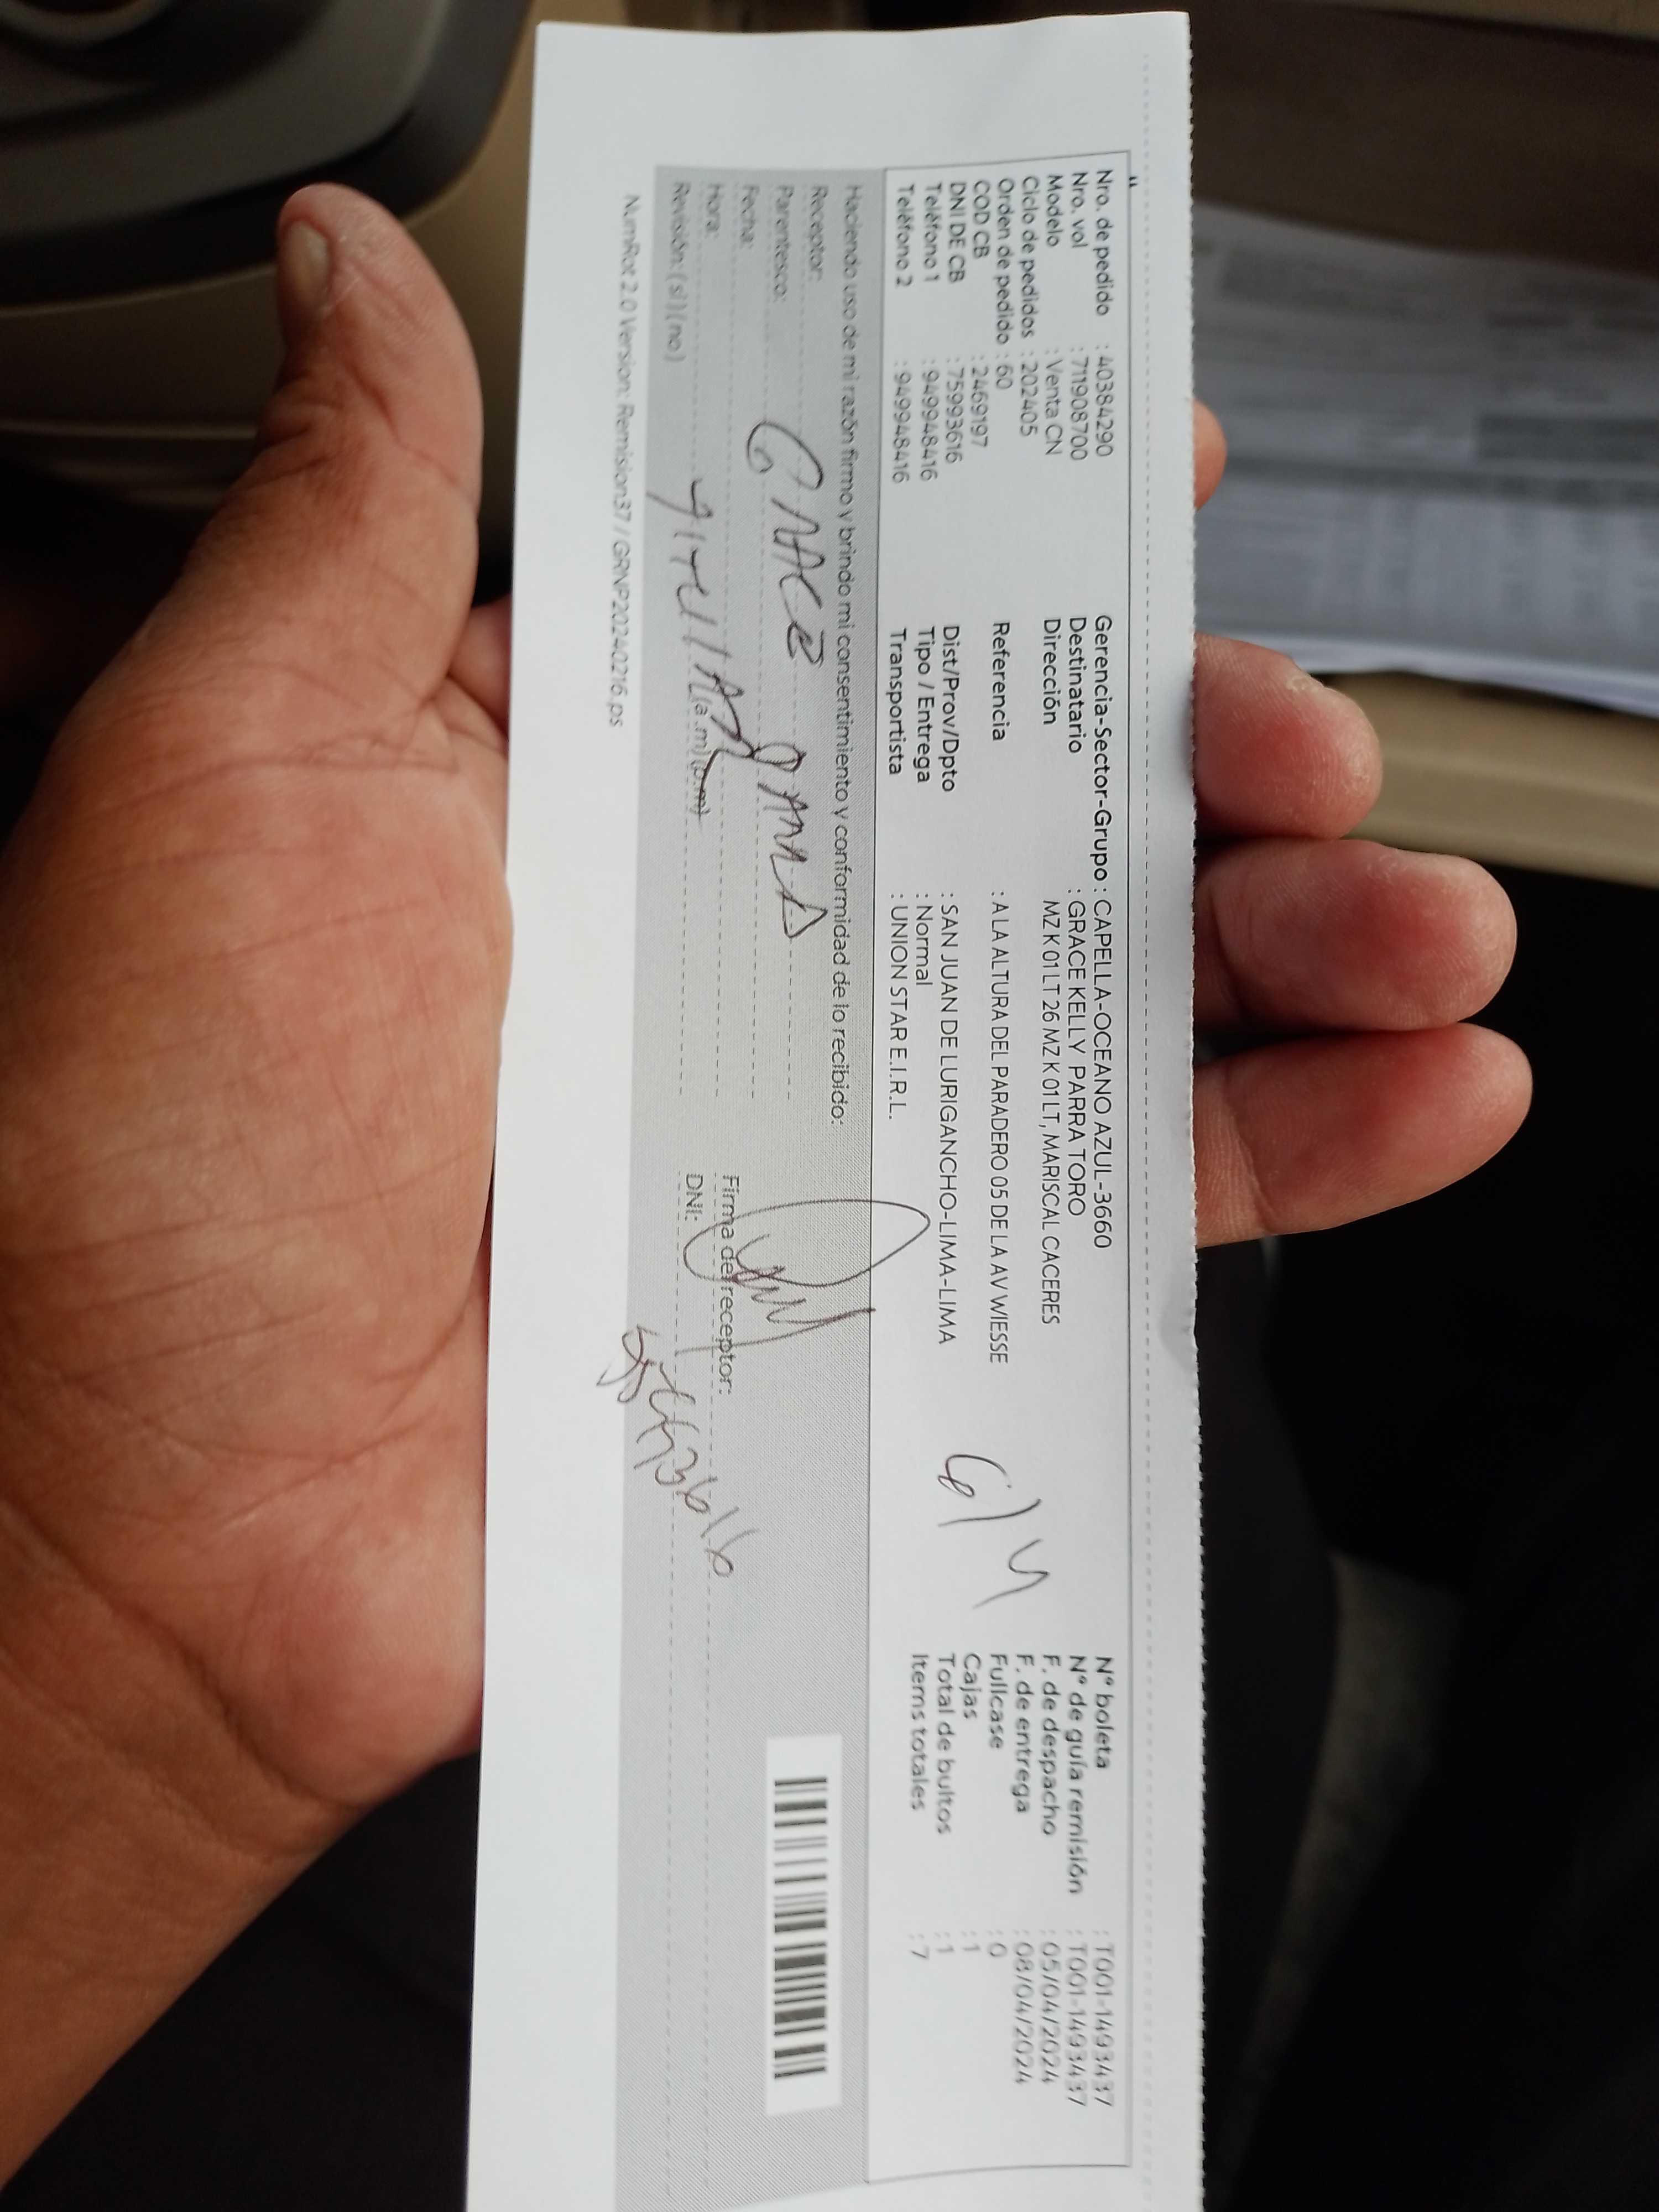 Nro. de pedido : 40384290
Nro. vol : 711908700
Modelo : Venta CN
Ciclo de pedidos : 202405
Orden de pedido : 60
COD CB : 2469197
DNI DE CB : 75993616
Teléfono 1 : 949948416
Teléfono 2 : 949948416
Gerencia-Sector-Grupo : CAPELLA-OCEANO AZUL-3660
Destinatario : GRACE KELLY PARRA TORO
Dirección MZ K 01 LT 26 MZ K 01 LT, MARISCAL CACERES
Referencia : A LA ALTURA DEL PARADERO 05 DE LA AV WIESSE
Dist/Prov/Dpto : SAN JUAN DE LURIGANCHO-LIMA-LIMA
Tipo / Entrega : Normal
Transportista : UNION STAR E.I.R.L.
N° boleta : T001-1493437
N° de guía remisión : T001-1493437
F. de despacho : 05/04/2024
F. de entrega : 08/04/2024
Fullcase : 0
Cajas : 1
Total de bultos : 1
Items totales : 7
Haciendo uso de mi razón firmo y brindo mi consentimiento y conformidad de lo recibido:
Receptor:
Parentesco:
Fecha:
Hora: (a.m) (p.m)
Revisión: ( si ) ( no )
Firma de receptor:
DNI:
NumRot 2.0 Version: Remision37 / GRNP20240216.ps